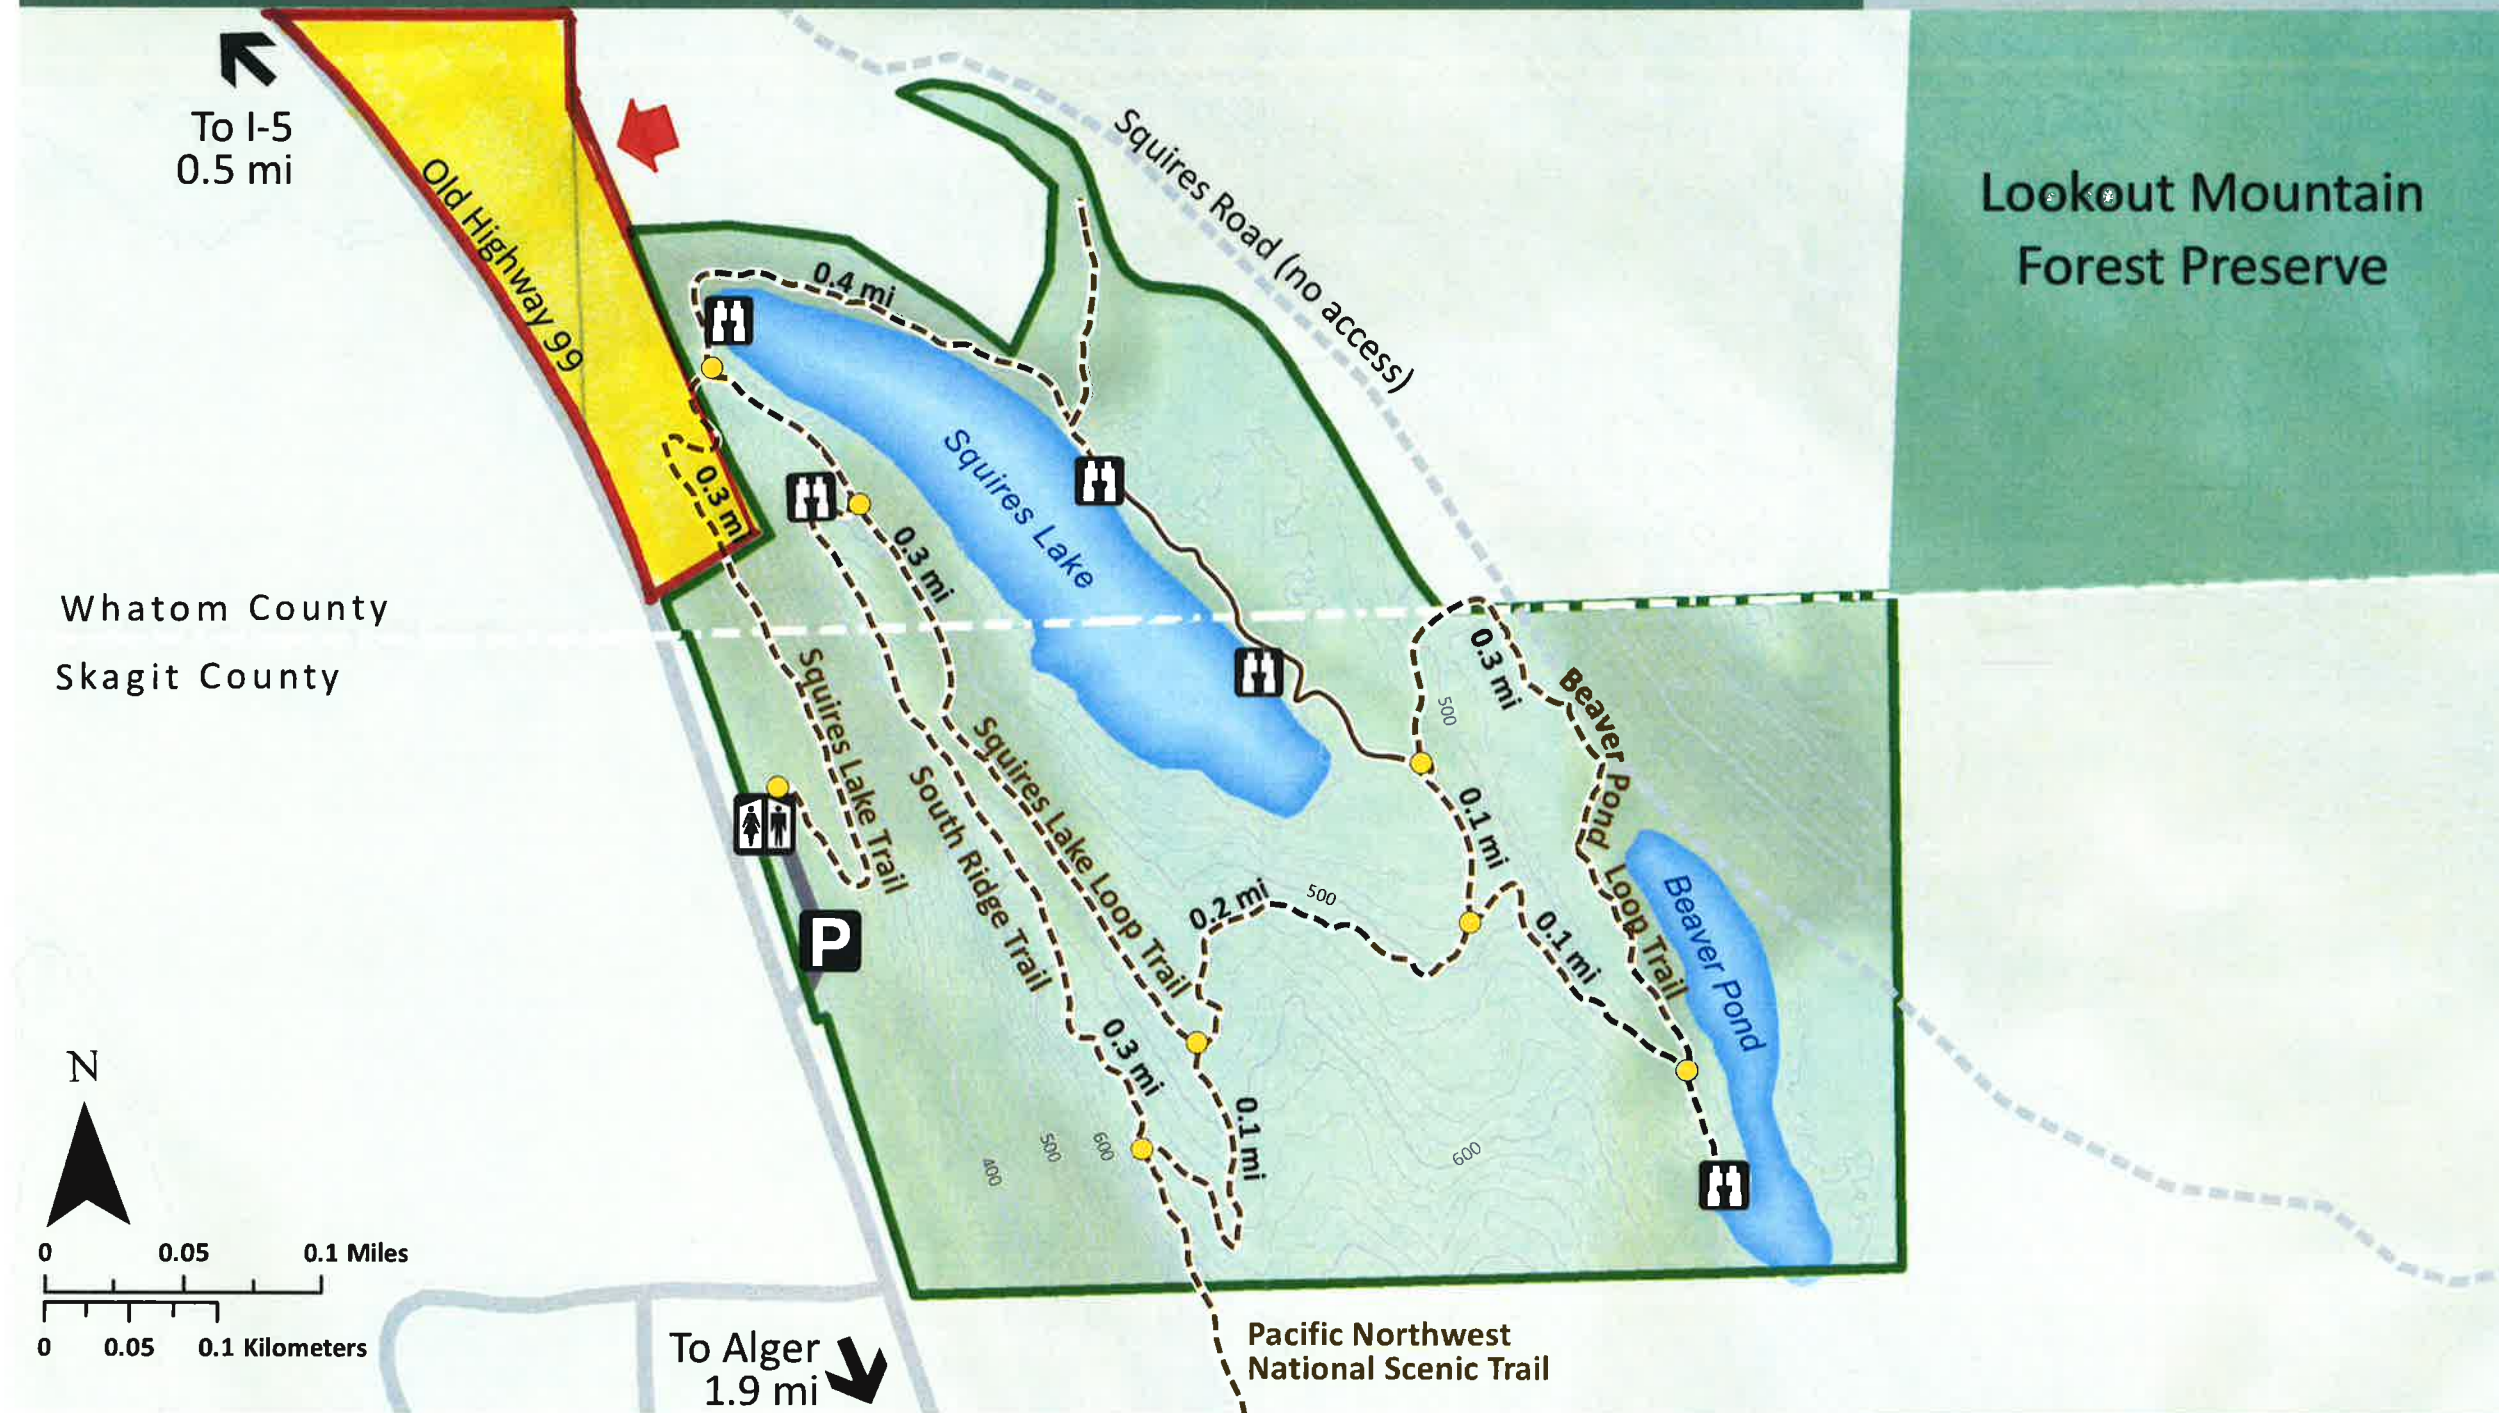 To I-5
0.5 mi
Old Highway 99
Squires Road (no access)
Lookout Mountain
Forest Preserve
0.4 mi
0.3 mi
0.3 mi
Squires Lake
Whatom County
Skagit County
0.3 mi
500
Beaver Pond Loop Trail
Squires Lake Trail
South Ridge Trail
Squires Lake Loop Trail
0.1 mi
0.2 mi
500
0.1 mi
Beaver Pond
P
0.3 mi
0.1 mi
400
500
600
600
N
0 0.05 0.1 Miles
0 0.05 0.1 Kilometers
To Alger
1.9 mi
Pacific Northwest
National Scenic Trail